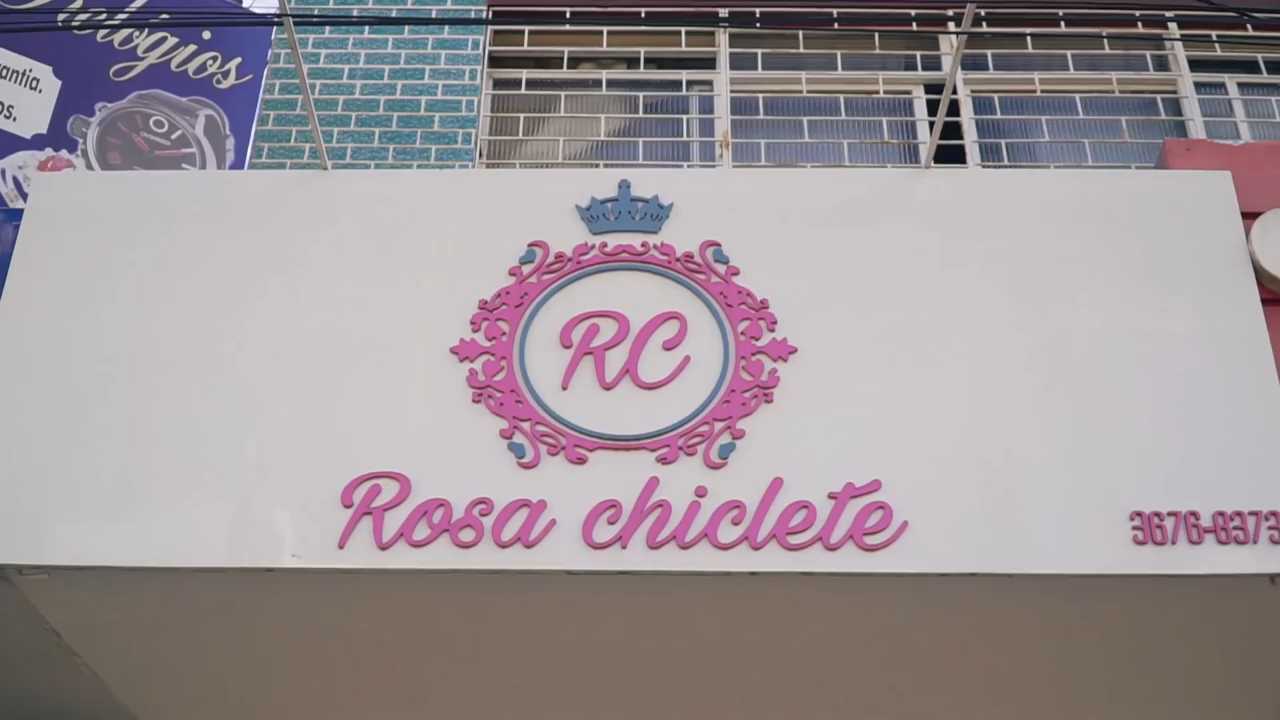 Relógios
antia.
os.
RC
Rosa chiclete
3676-8373